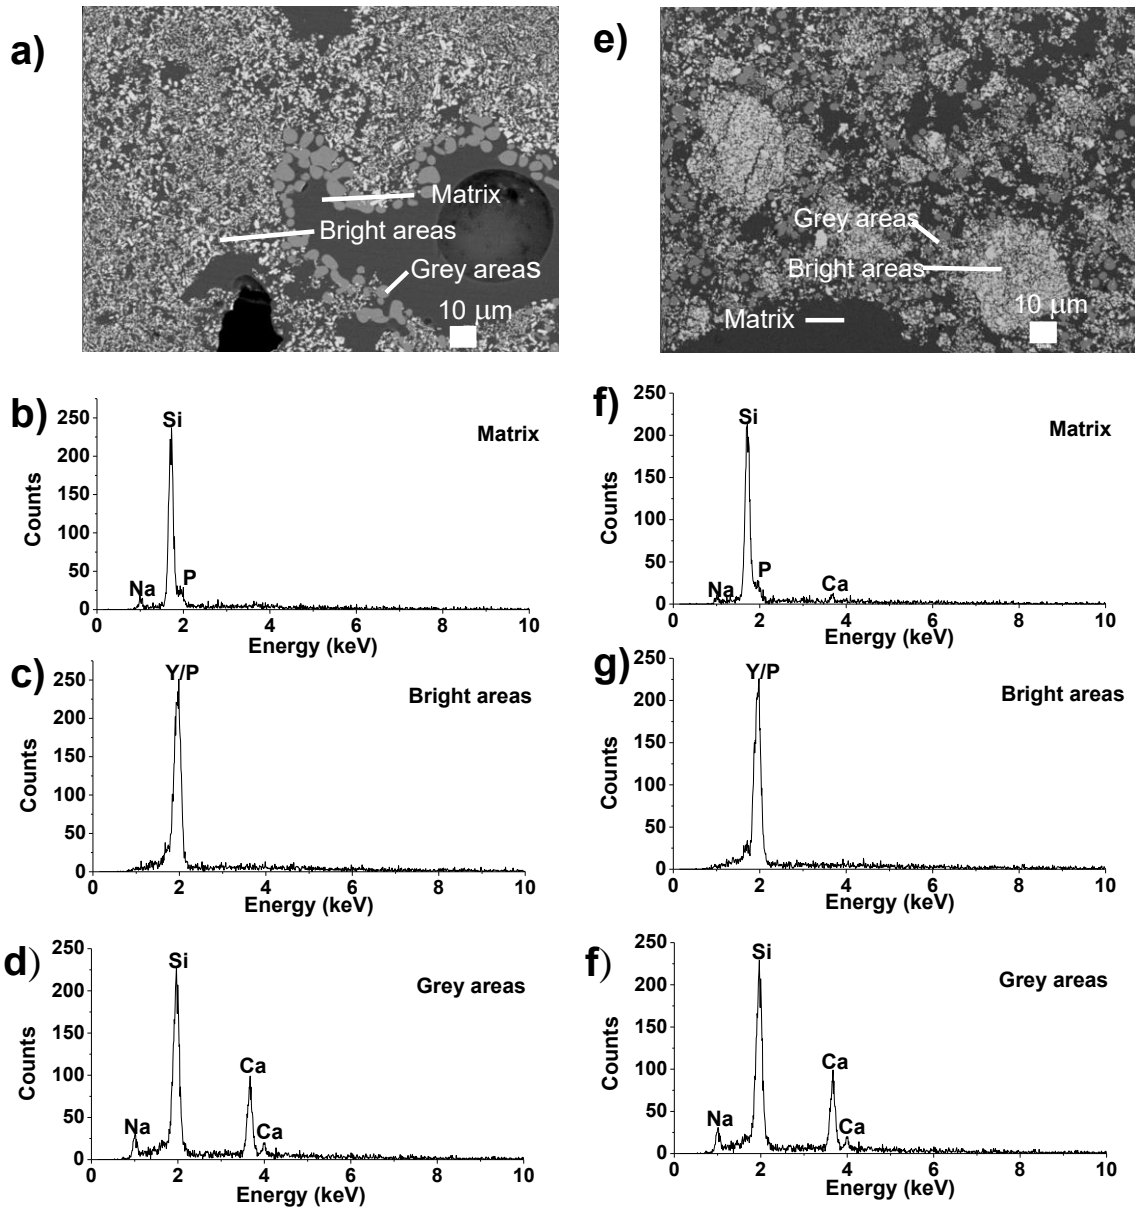 a)
Matrix
Bright areas
Grey areas
10 μm
e)
Grey areas
Bright areas
Matrix
10 μm
b)
Counts
250
200
150
100
50
0
Si
Na
P
Matrix
0 2 4 6 8 10
Energy (keV)
f)
Counts
250
200
150
100
50
0
Si
Na
P
Ca
Matrix
0 2 4 6 8 10
Energy (keV)
c)
Counts
250
200
150
100
50
0
Y/P
Bright areas
0 2 4 6 8 10
Energy (keV)
g)
Counts
250
200
150
100
50
0
Y/P
Bright areas
0 2 4 6 8 10
Energy (keV)
d)
Counts
250
200
150
100
50
0
Si
Na
Ca
Ca
Grey areas
0 2 4 6 8 10
Energy (keV)
f)
Counts
250
200
150
100
50
0
Si
Na
Ca
Ca
Grey areas
0 2 4 6 8 10
Energy (keV)